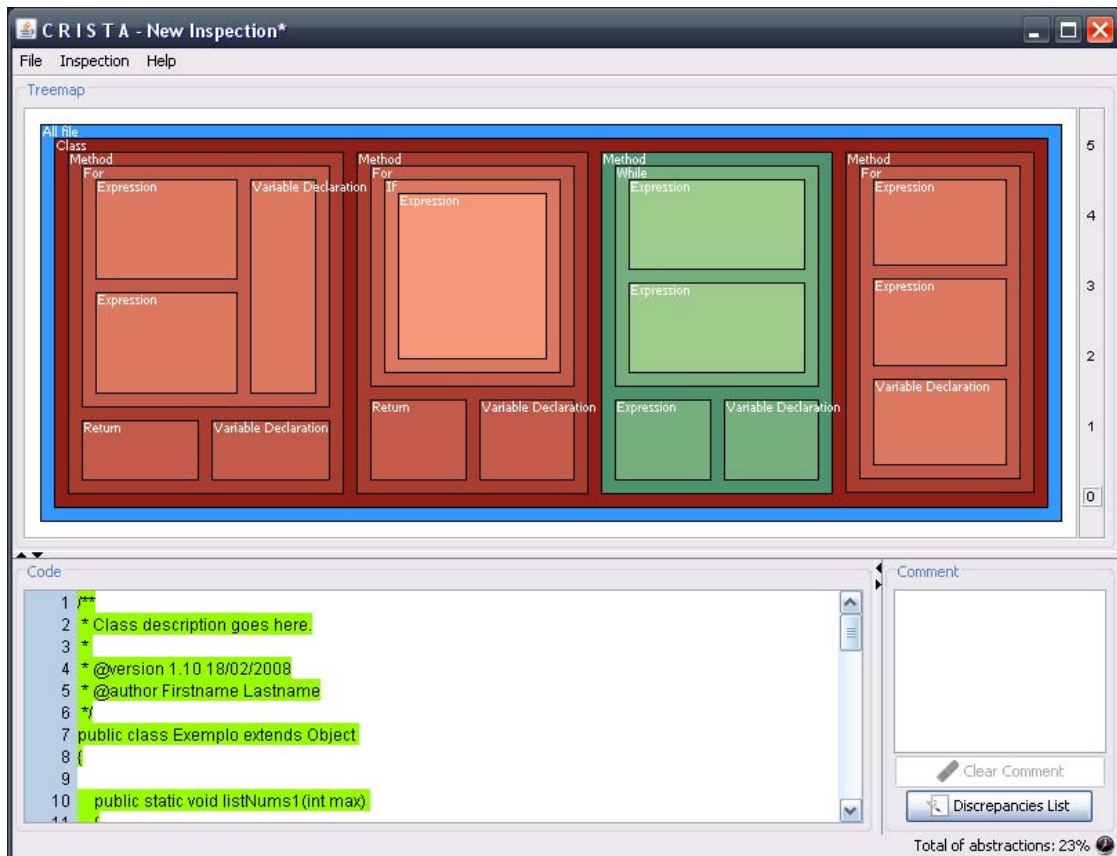 C R I S T A - New Inspection*
File Inspection Help
Treemap
All file
Class
Method Method Method Method
For For While For
Expression Variable Declaration If Expression Expression
Expression
Expression Expression Expression
Variable Declaration
Return Variable Declaration Return Variable Declaration Expression Variable Declaration
5
4
3
2
1
0
Code
1 /**
2 * Class description goes here.
3 *
4 * @version 1.10 18/02/2008
5 * @author Firstname Lastname
6 */
7 public class Exemplo extends Object
8 {
9
10 public static void listNums1(int max)
11 {
Comment
Clear Comment
Discrepancies List
Total of abstractions: 23%